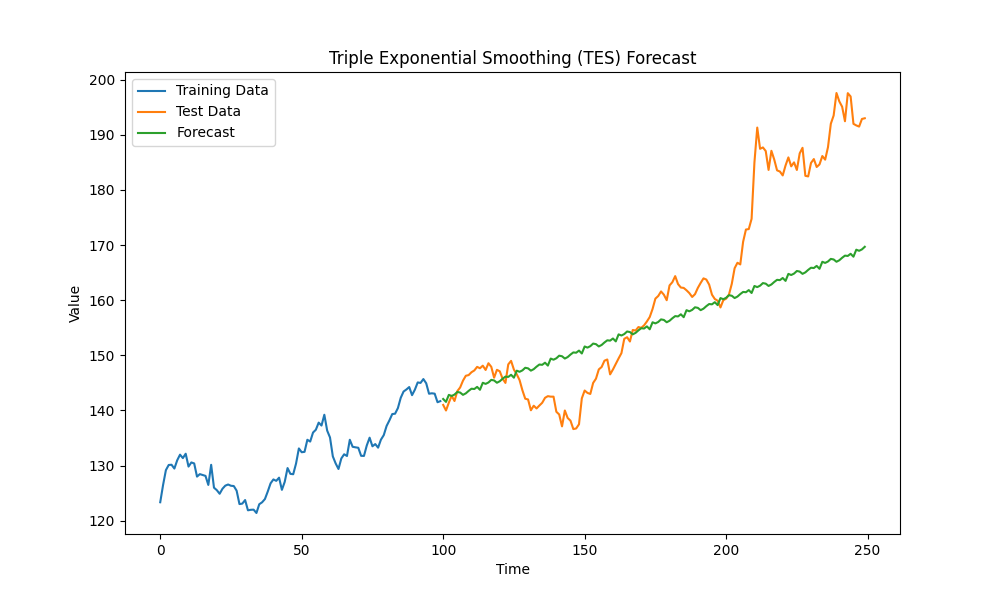 Triple Exponential Smoothing (TES) Forecast
Training Data
Test Data
Forecast
Value
200
190
180
170
160
150
140
130
120
0
50
100
150
200
250
Time